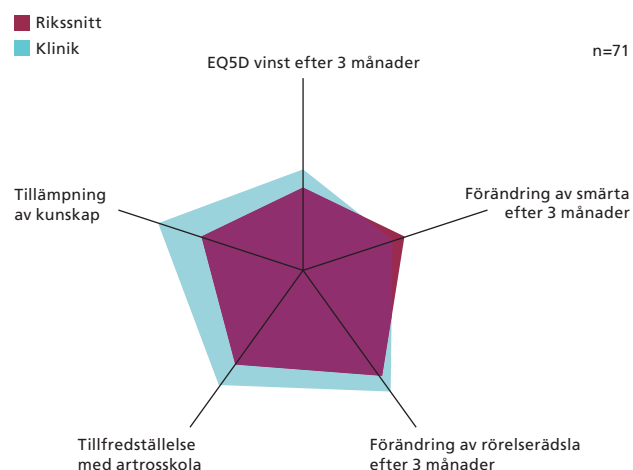 Rikssnitt
Klinik
n=71
EQ5D vinst efter 3 månader
Tillämpning
av kunskap
Förändring av smärta
efter 3 månader
Tillfredställelse
med artrosskola
Förändring av rörelserädsla
efter 3 månader